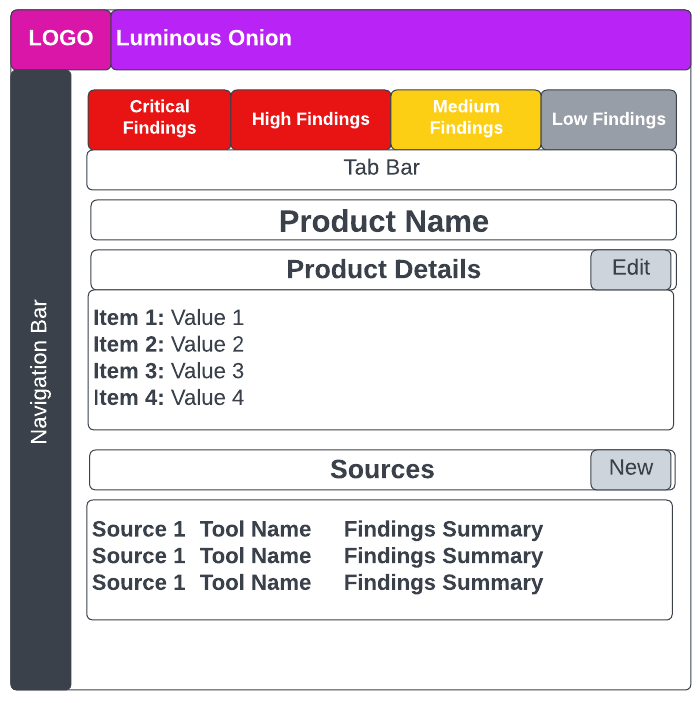 LOGO
Luminous Onion
Critical
Findings
High Findings
Medium
Findings
Low Findings
Tab Bar
Product Name
Product Details
Edit
Item 1: Value 1
Item 2: Value 2
Item 3: Value 3
Item 4: Value 4
Navigation Bar
Sources
New
Source 1 Tool Name Findings Summary
Source 1 Tool Name Findings Summary
Source 1 Tool Name Findings Summary